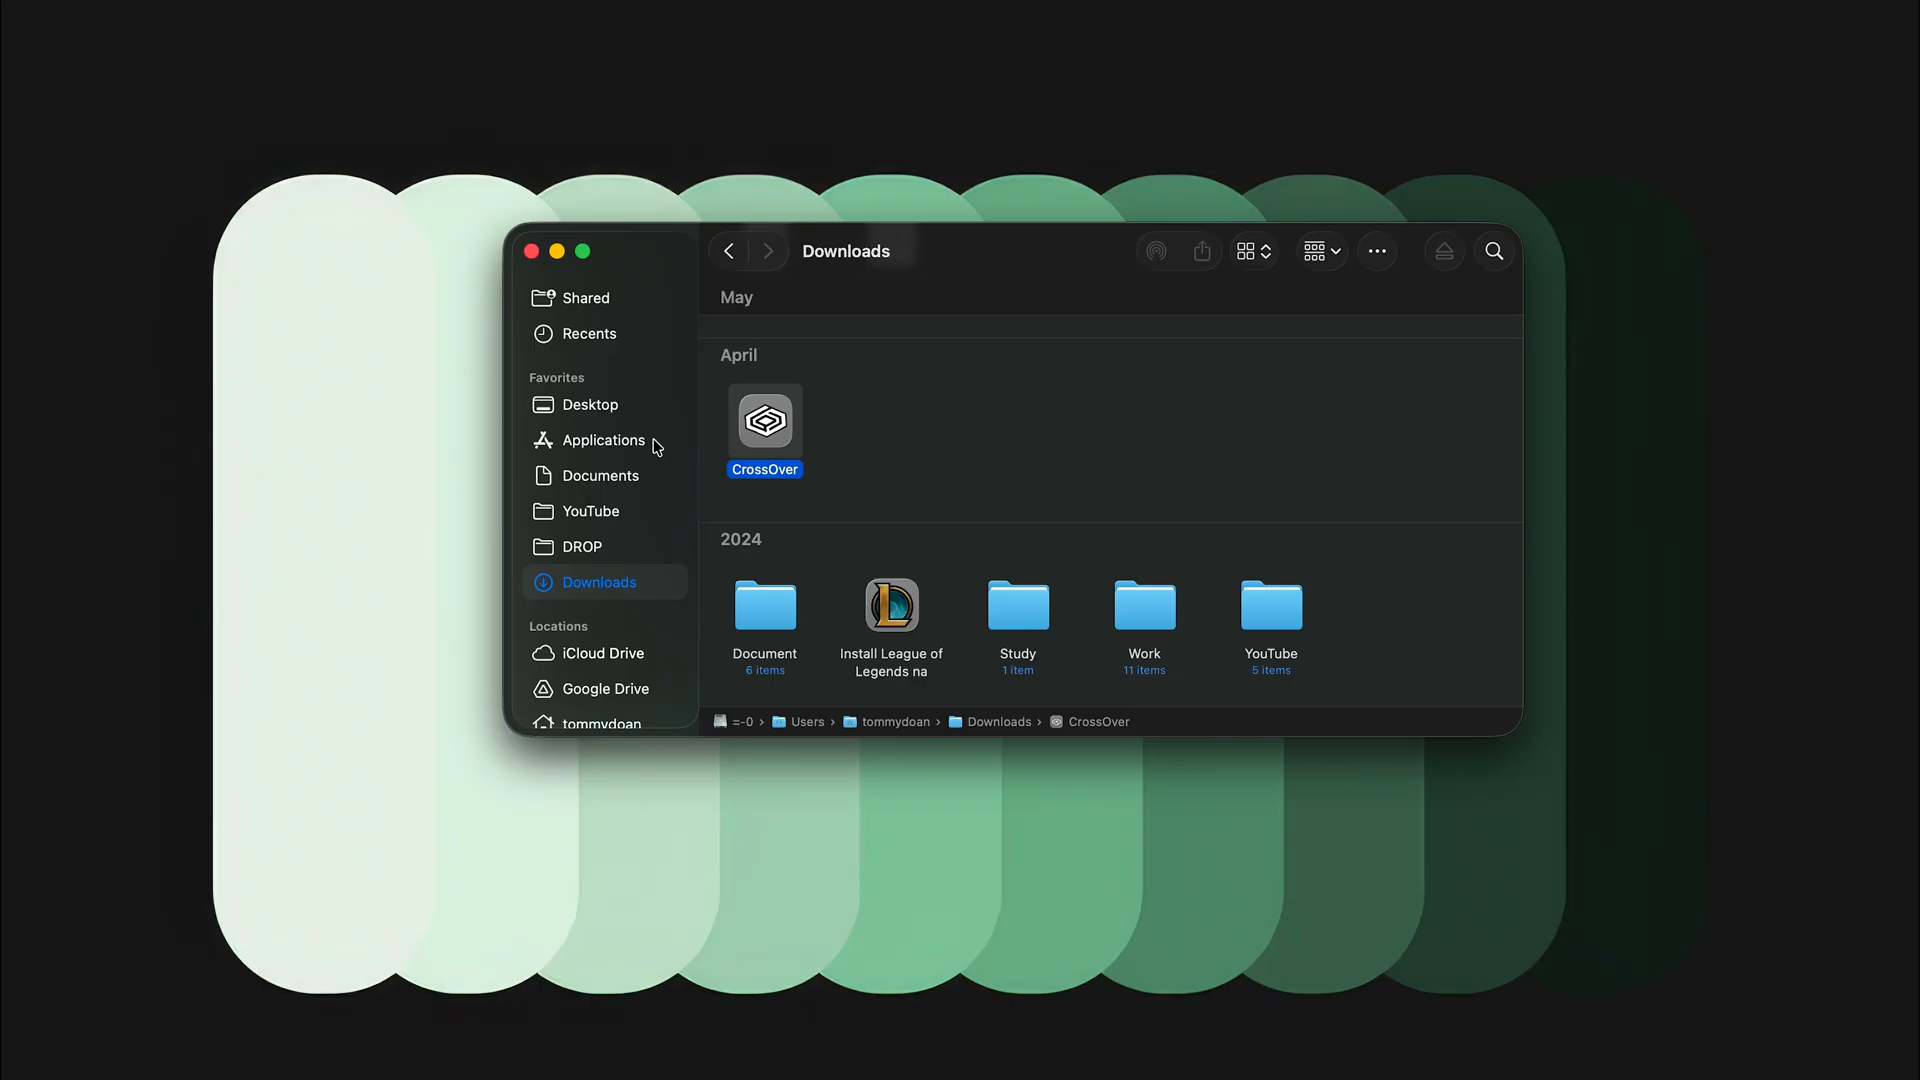 Downloads
Shared
Recents
Favorites
Desktop
Applications
Documents
YouTube
DROP
Downloads
Locations
iCloud Drive
Google Drive
tommydoan
May
April
CrossOver
2024
Document
6 items
Install League of
Legends na
Study
1 item
Work
11 items
YouTube
5 items
=-0 › Users › tommydoan › Downloads › CrossOver